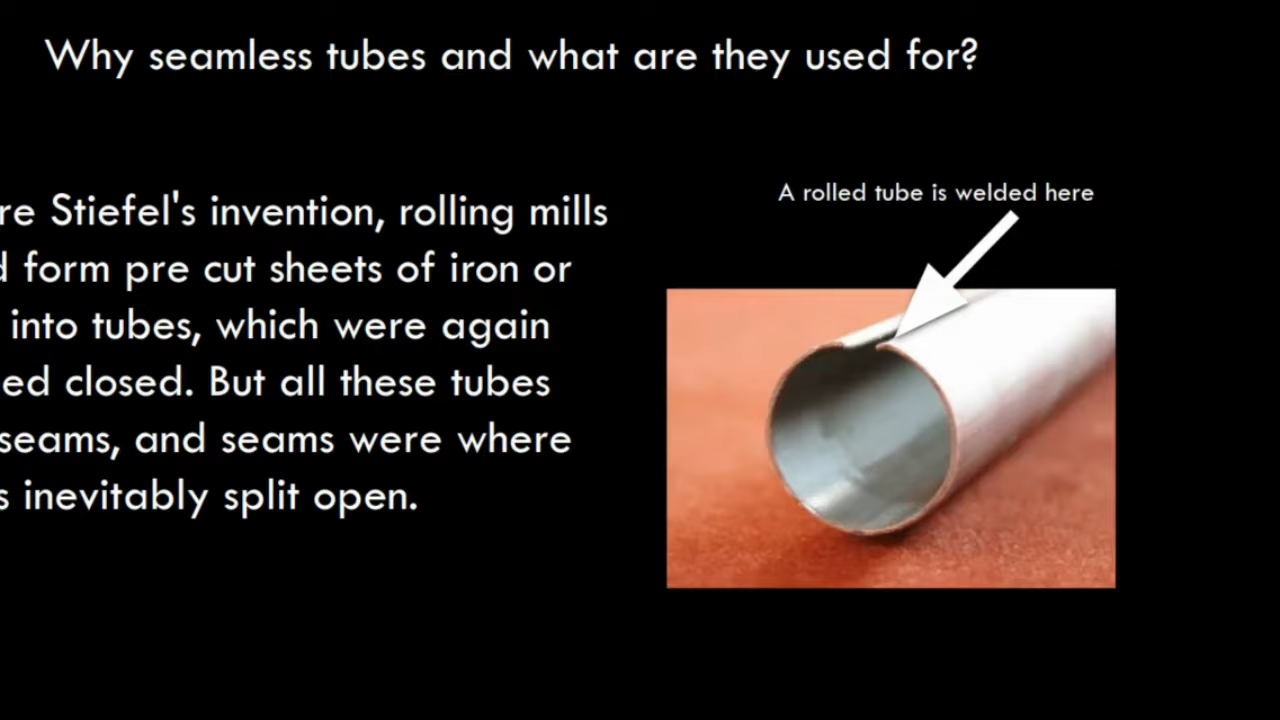 Why seamless tubes and what are they used for?
re Stiefel's invention, rolling mills
d form pre cut sheets of iron or
into tubes, which were again
ed closed. But all these tubes
seams, and seams were where
s inevitably split open.
A rolled tube is welded here